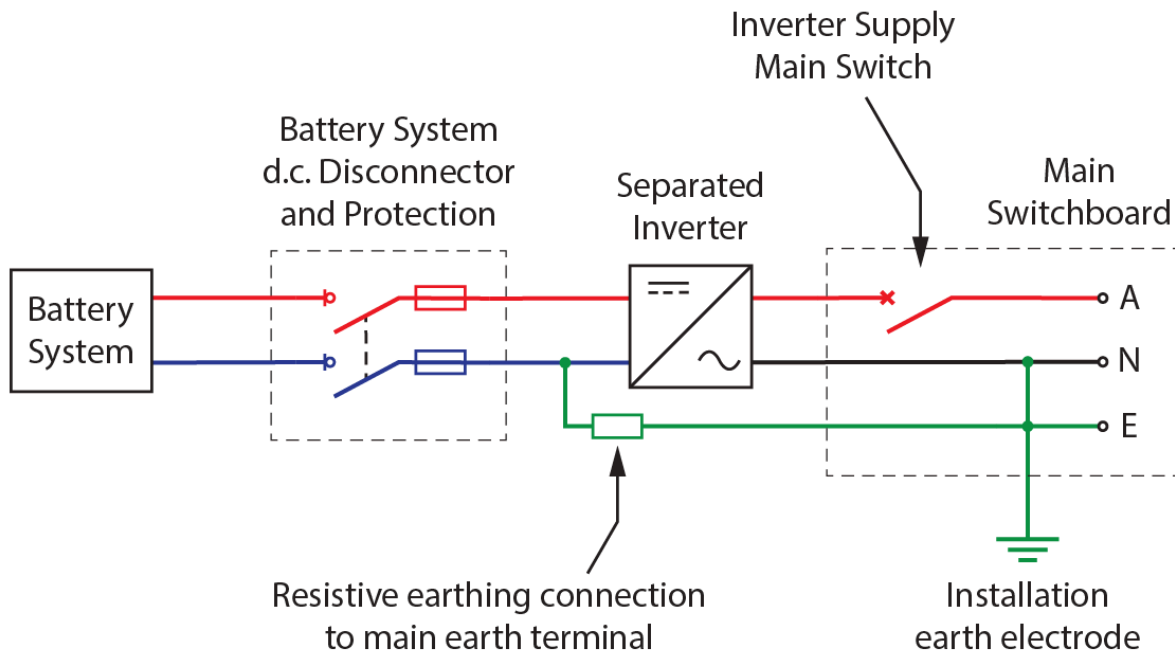 Inverter Supply
Main Switch
Battery System
d.c. Disconnector
and Protection
Separated
Inverter
Main
Switchboard
Battery
System
A
N
E
Resistive earthing connection
to main earth terminal
Installation
earth electrode